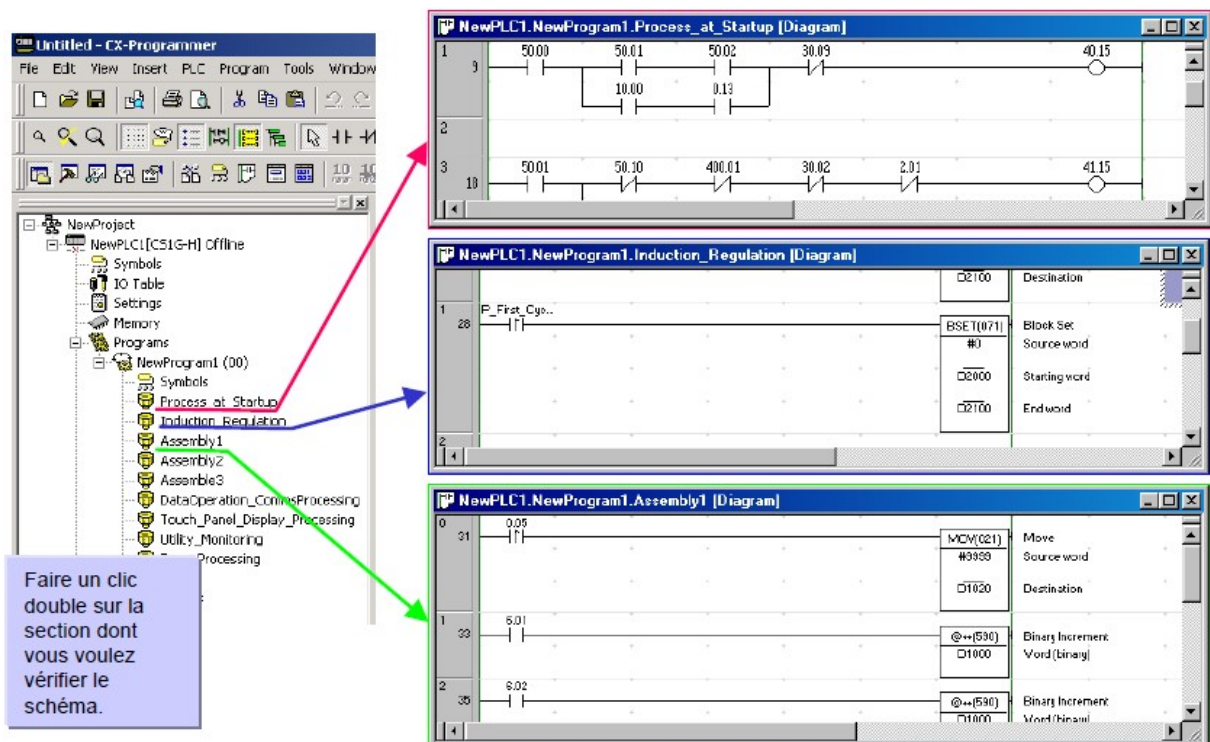 Untitled - CX-Programmer
File Edit View Insert PLC Program Tools Window
NewProject
NewPLC1[CS1G-H] Offline
Symbols
IO Table
Settings
Memory
Programs
NewProgram1 (00)
Symbols
Process_at_Startup
Induction_Regulation
Assembly1
Assembly2
Assemble3
DataOperation_CommsProcessing
Touch_Panel_Display_Processing
Utility_Monitoring
Processing
Faire un clic
double sur la
section dont
vous voulez
vérifier le
schéma.
NewPLC1.NewProgram1.Process_at_Startup [Diagram]
1 50.00 50.01 50.02 30.09 40.15
9
10.00 0.13
2
3 50.01 50.10 400.01 30.02 2.01 41.15
18
NewPLC1.NewProgram1.Induction_Regulation [Diagram]
D2100 Destination
1 P_First_Cyc...
28 BSET(071) Block Set
#0 Source word
D2000 Starting word
D2100 End word
2
NewPLC1.NewProgram1.Assembly1 [Diagram]
0 0.05
31 MOV(021) Move
#9999 Source word
D1020 Destination
1 6.01
33 @++(590) Binary Increment
D1000 Word (binary)
2 6.02
35 @++(590) Binary Increment
D1000 Word (binary)